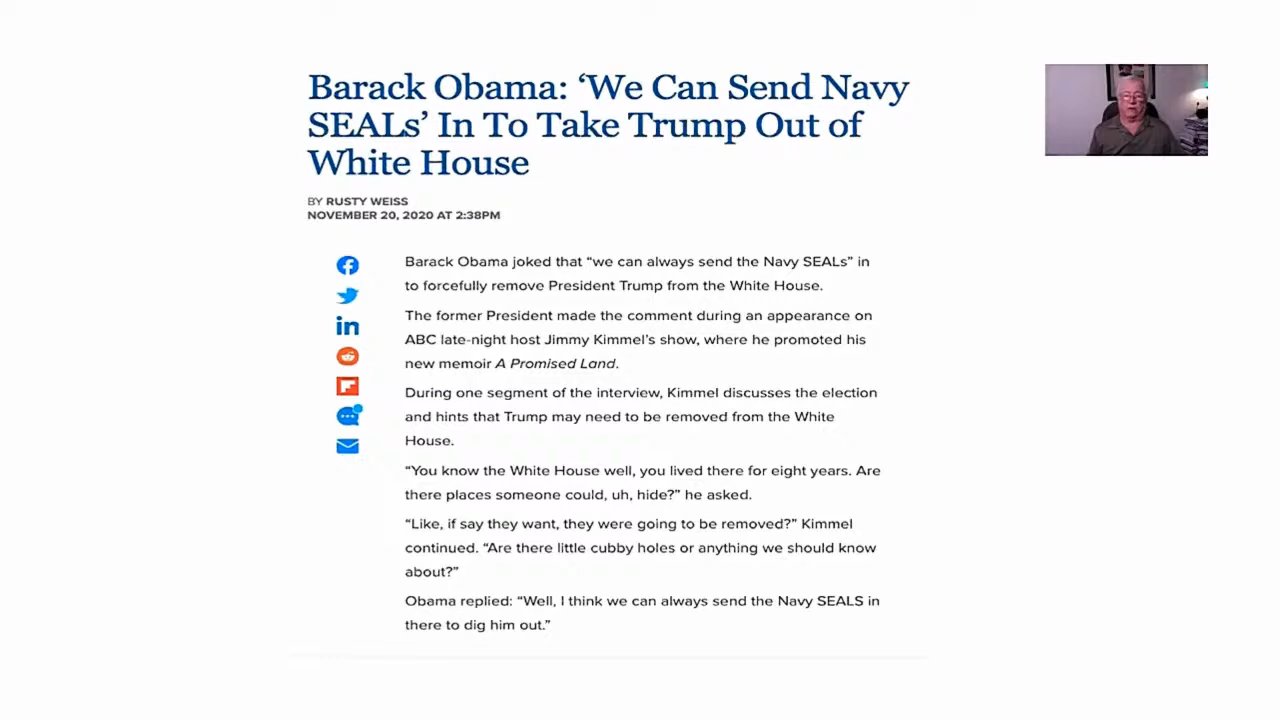 Barack Obama: ‘We Can Send Navy
SEALs’ In To Take Trump Out of
White House
BY RUSTY WEISS
NOVEMBER 20, 2020 AT 2:38PM
Barack Obama joked that “we can always send the Navy SEALs” in
to forcefully remove President Trump from the White House.
The former President made the comment during an appearance on
ABC late-night host Jimmy Kimmel’s show, where he promoted his
new memoir A Promised Land.
During one segment of the interview, Kimmel discusses the election
and hints that Trump may need to be removed from the White
House.
“You know the White House well, you lived there for eight years. Are
there places someone could, uh, hide?” he asked.
“Like, if say they want, they were going to be removed?” Kimmel
continued. “Are there little cubby holes or anything we should know
about?”
Obama replied: “Well, I think we can always send the Navy SEALS in
there to dig him out.”